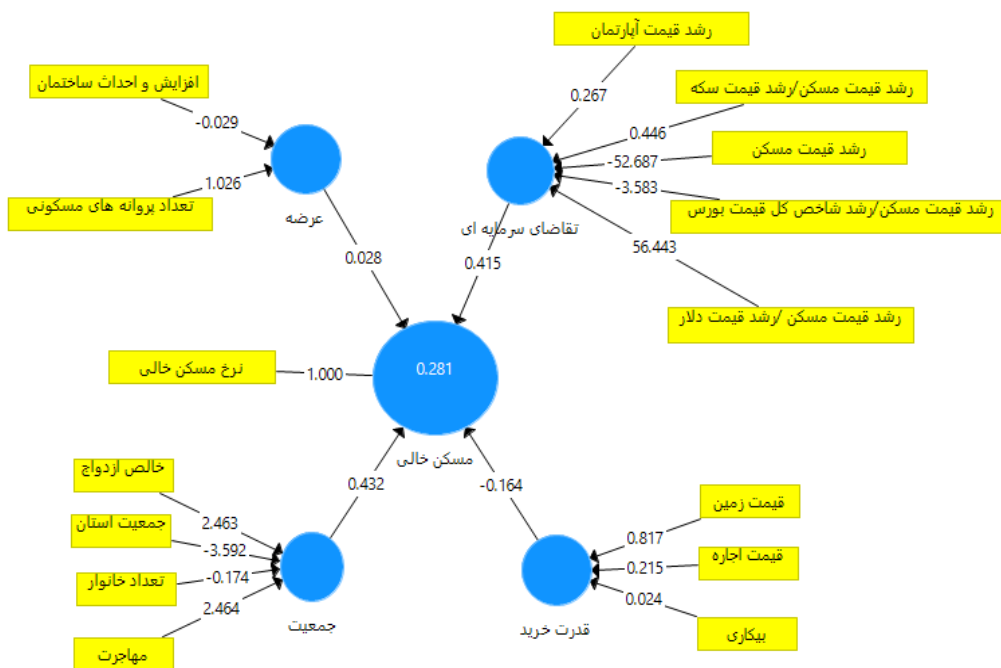 رشد قیمت آپارتمان
افزایش و احداث ساختمان
رشد قیمت مسکن/رشد قیمت سکه
0.267
-0.029
0.446
رشد قیمت مسکن
-52.687
1.026
-3.583
تعداد پروانه های مسکونی
عرضه
تقاضای سرمایه ای
رشد قیمت مسکن/رشد شاخص کل قیمت بورس
56.443
0.028
0.415
رشد قیمت مسکن /رشد قیمت دلار
نرخ مسکن خالی
1.000
0.281
مسکن خالی
خالص ازدواج
0.432
-0.164
قیمت زمین
2.463
جمعیت استان
0.817
-3.592
قیمت اجاره
0.215
تعداد خانوار
-0.174
0.024
2.464
جمعیت
قدرت خرید
بیکاری
مهاجرت